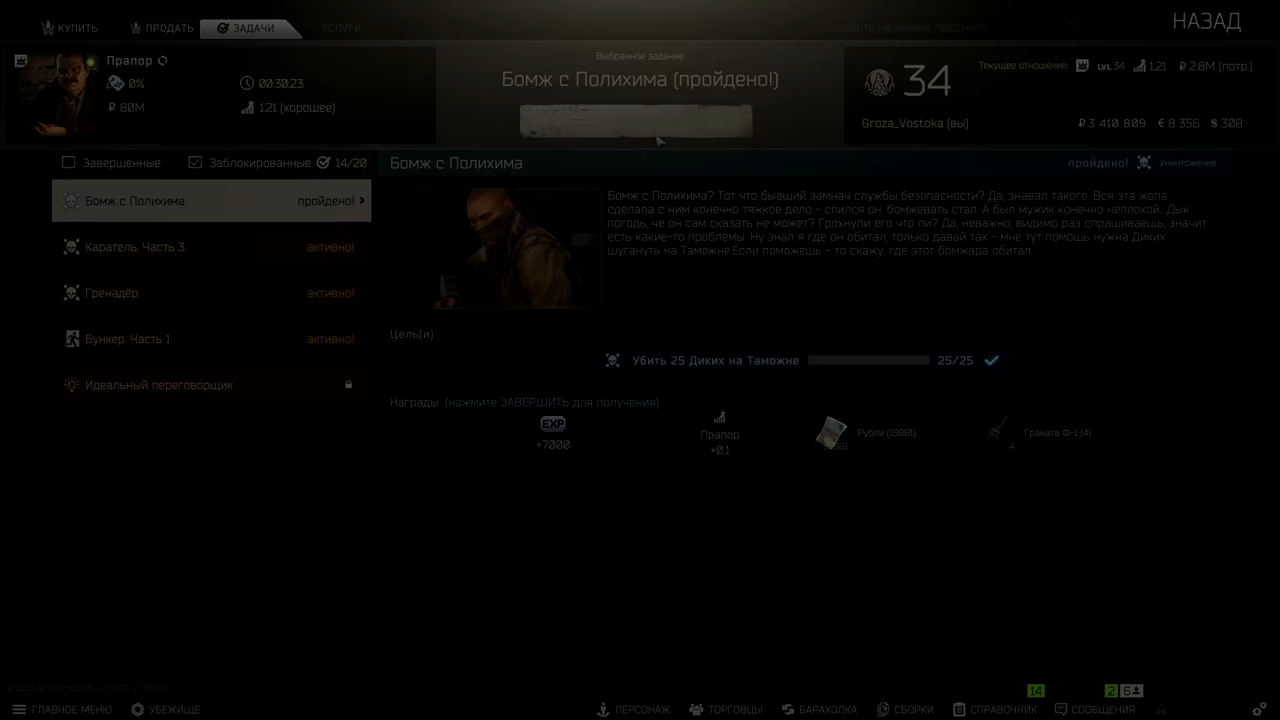 КУПИТЬ
ПРОДАТЬ
ЗАДАЧИ
УСЛУГИ
ВВЕДИТЕ НАЗВАНИЕ ПРЕДМЕТА
НАЗАД
Прапор
0%
₽ 80M
00:30:23
1.21 (хорошее)
Выбранное задание
Бомж с Полихима (пройдено!)
34
Текущее отношение: LVL 34 1.21 ₽ 2.8M (потр.)
Groza_Vostoka (вы)
₽ 3 410 809 € 8 356 $ 308
Завершенные
Заблокированные
14/20
Бомж с Полихима пройдено!
Каратель. Часть 3. активно!
Гренадёр активно!
Бункер. Часть 1 активно!
Идеальный переговорщик
Бомж с Полихима
пройдено!
Уничтожение
Бомж с Полихима? Тот что бывший замнач службы безопасности? Да, знавал такого. Вся эта жопа
сделала с ним конечно тяжкое дело - спился он, бомжевать стал. А был мужик конечно неплохой. Дык
погодь, че он сам сказать не может? Грохнули его что ли? Да, неважно, видимо раз спрашиваешь, значит
есть какие-то проблемы. Ну знал я где он обитал, только давай так - мне тут помощь нужна Диких
шугануть на Таможне.Если поможешь - то скажу, где этот бомжара обитал.
Цель(и)
Убить 25 Диких на Таможне 25/25
Награды (нажмите ЗАВЕРШИТЬ для получения)
EXP
+7000
Прапор
+0.1
Рубли (19881)
Граната Ф-1 (4)
4
14
2
6
ГЛАВНОЕ МЕНЮ
УБЕЖИЩЕ
ПЕРСОНАЖ
ТОРГОВЦЫ
БАРАХОЛКА
СБОРКИ
СПРАВОЧНИК
СООБЩЕНИЯ